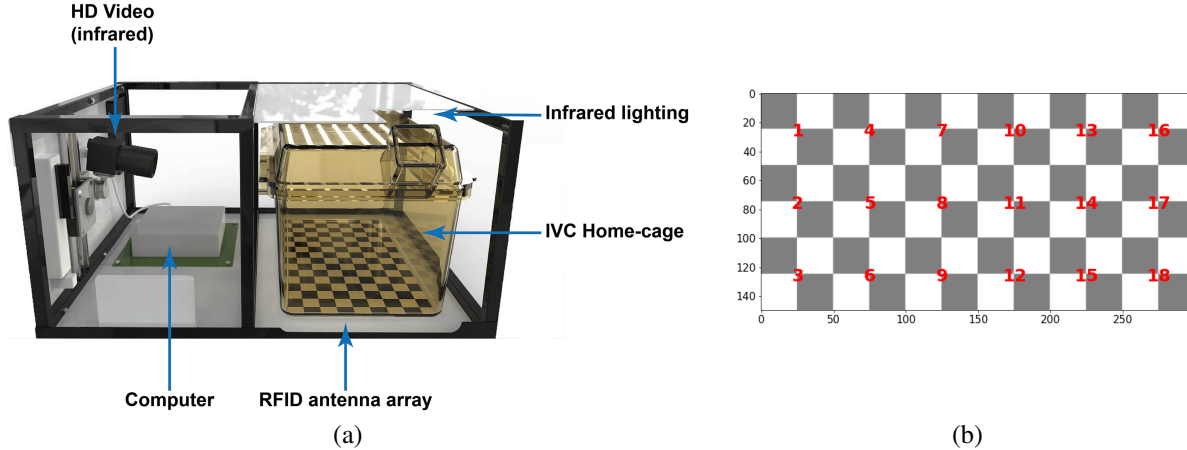 HD Video
(infrared)
Infrared lighting
IVC Home-cage
Computer
RFID antenna array
(a)
0
20
40
60
80
100
120
140
0 50 100 150 200 250
1 4 7 10 13 16
2 5 8 11 14 17
3 6 9 12 15 18
(b)